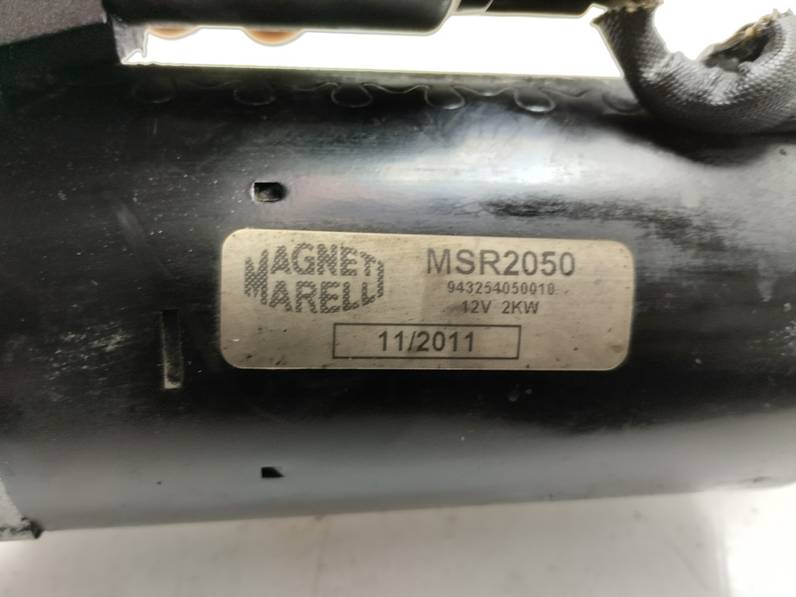 MAGNETI
MARELLI
MSR2050
943254050010
12V 2KW
11/2011